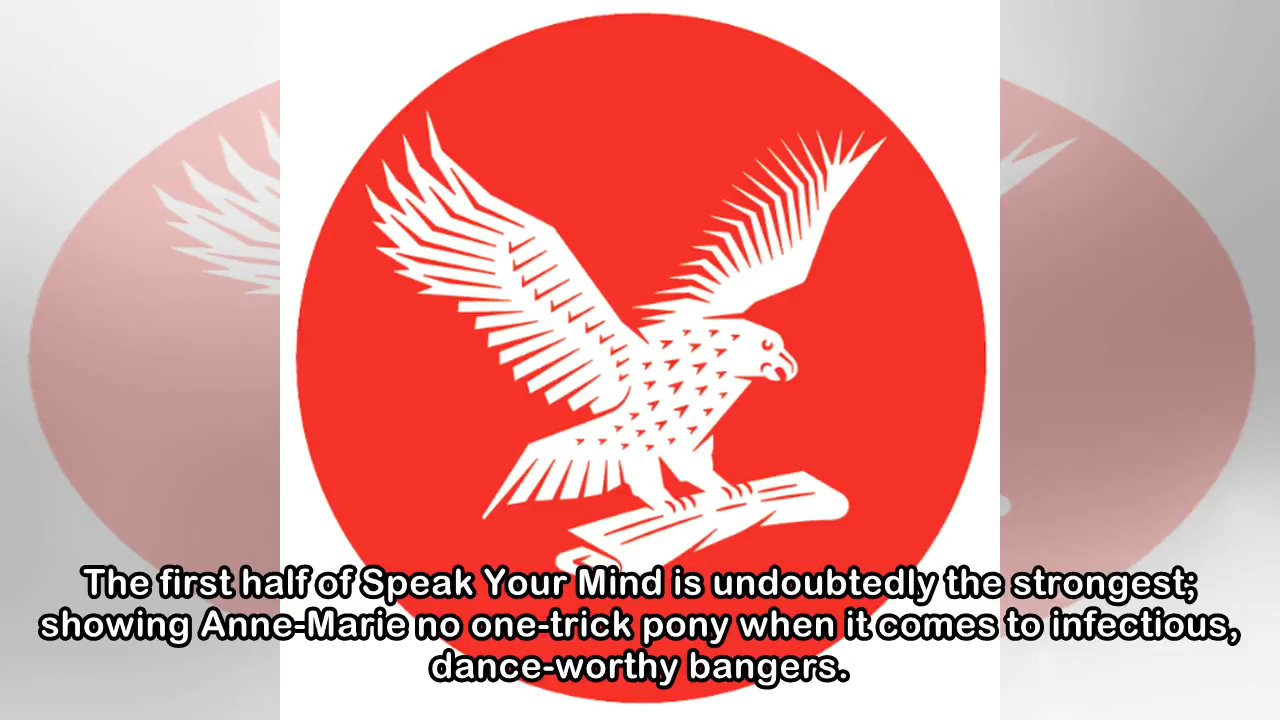 The first half of Speak Your Mind is undoubtedly the strongest;
showing Anne-Marie no one-trick pony when it comes to infectious,
dance-worthy bangers.